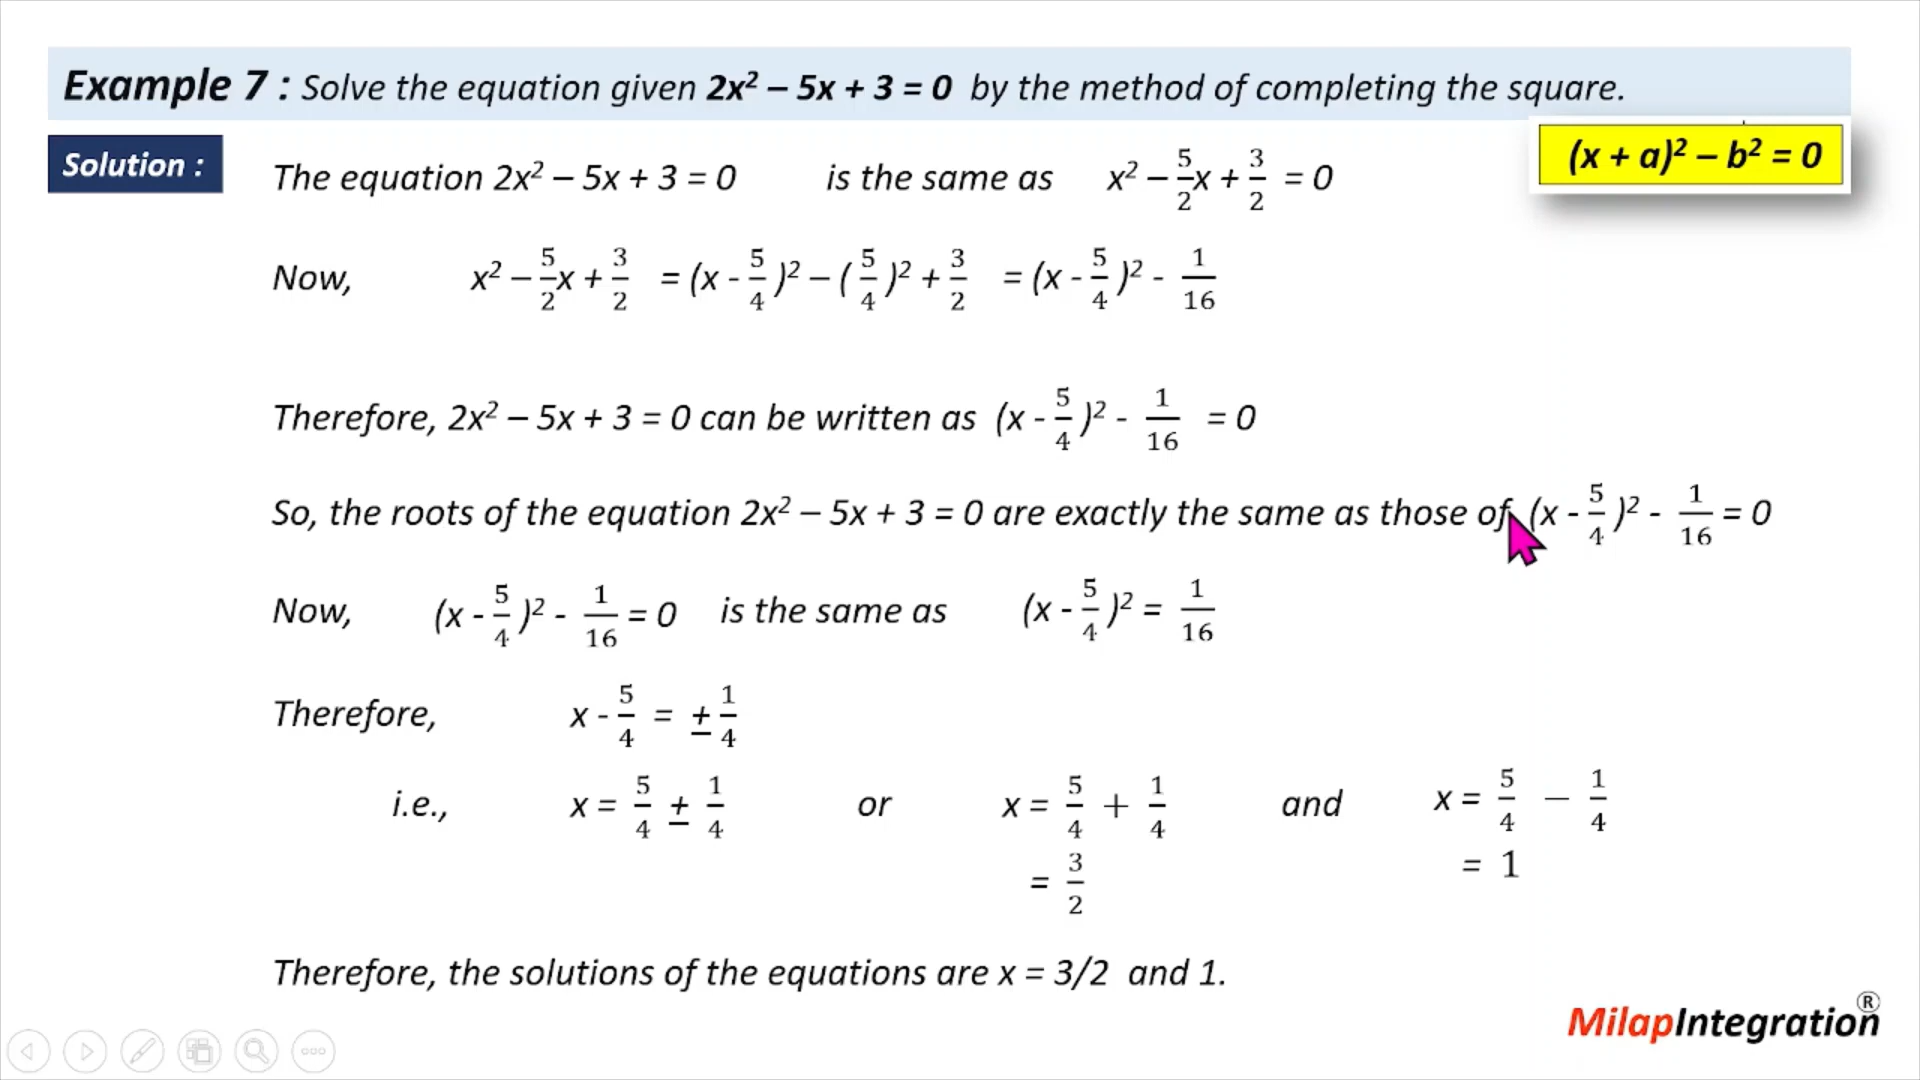 Example 7 : Solve the equation given 2x² – 5x + 3 = 0 by the method of completing the square.
(x + a)² – b² = 0
Solution :
The equation 2x² – 5x + 3 = 0 is the same as x² – 5/2 x + 3/2 = 0
Now, x² – 5/2 x + 3/2 = (x - 5/4 )² – ( 5/4 )² + 3/2 = (x - 5/4 )² - 1/16
Therefore, 2x² – 5x + 3 = 0 can be written as (x - 5/4 )² - 1/16 = 0
So, the roots of the equation 2x² – 5x + 3 = 0 are exactly the same as those of (x - 5/4 )² - 1/16 = 0
Now, (x - 5/4 )² - 1/16 = 0 is the same as (x - 5/4 )² = 1/16
Therefore, x - 5/4 = ± 1/4
i.e., x = 5/4 ± 1/4 or x = 5/4 + 1/4 and x = 5/4 − 1/4
= 3/2 = 1
Therefore, the solutions of the equations are x = 3/2 and 1.
MilapIntegration®